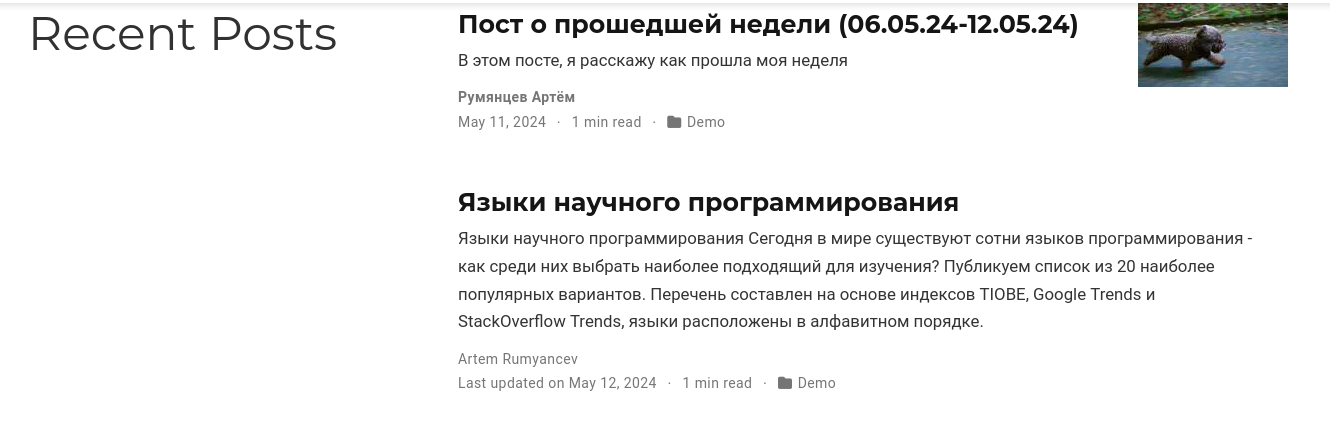 Recent Posts
Пост о прошедшей недели (06.05.24-12.05.24)
В этом посте, я расскажу как прошла моя неделя
Румянцев Артём
May 11, 2024 · 1 min read · Demo
Языки научного программирования
Языки научного программирования Сегодня в мире существуют сотни языков программирования -
как среди них выбрать наиболее подходящий для изучения? Публикуем список из 20 наиболее
популярных вариантов. Перечень составлен на основе индексов TIOBE, Google Trends и
StackOverflow Trends, языки расположены в алфавитном порядке.
Artem Rumyancev
Last updated on May 12, 2024 · 1 min read · Demo